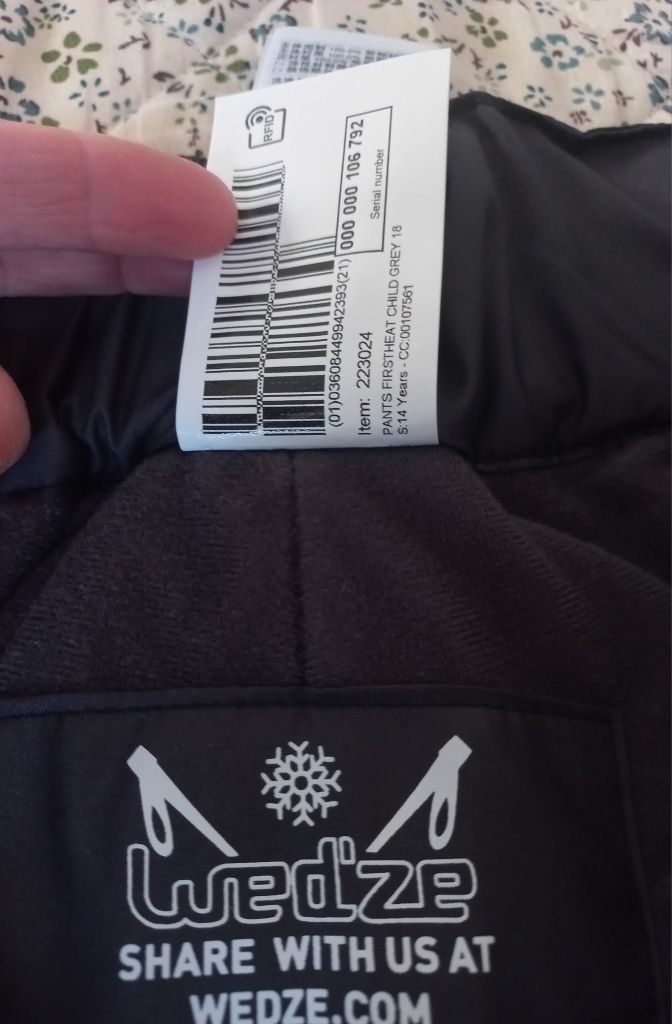 RFID
000 000 106 792
Serial number
(01)03608449942393(21)
Item: 223024
PANTS FIRSTHEAT CHILD GREY 18
S:14 Years - CC:00107561
wed'ze
SHARE WITH US AT
WEDZE.COM